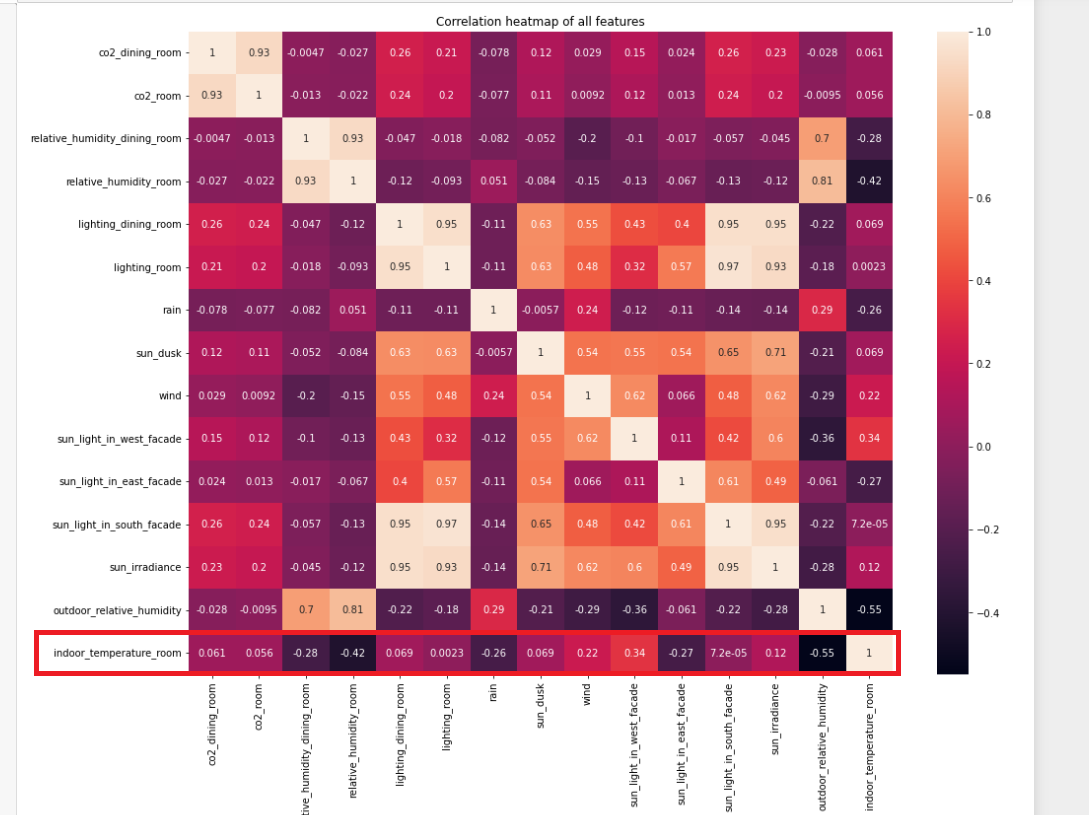 Correlation heatmap of all features
co2_dining_room 1 0.93 -0.0047 -0.027 0.26 0.21 -0.078 0.12 0.029 0.15 0.024 0.26 0.23 -0.028 0.061
co2_room 0.93 1 -0.013 -0.022 0.24 0.2 -0.077 0.11 0.0092 0.12 0.013 0.24 0.2 -0.0095 0.056
relative_humidity_dining_room -0.0047 -0.013 1 0.93 -0.047 -0.018 -0.082 -0.052 -0.2 -0.1 -0.017 -0.057 -0.045 0.7 -0.28
relative_humidity_room -0.027 -0.022 0.93 1 -0.12 -0.093 0.051 -0.084 -0.15 -0.13 -0.067 -0.13 -0.12 0.81 -0.42
lighting_dining_room 0.26 0.24 -0.047 -0.12 1 0.95 -0.11 0.63 0.55 0.43 0.4 0.95 0.95 -0.22 0.069
lighting_room 0.21 0.2 -0.018 -0.093 0.95 1 -0.11 0.63 0.48 0.32 0.57 0.97 0.93 -0.18 0.0023
rain -0.078 -0.077 -0.082 0.051 -0.11 -0.11 1 -0.0057 0.24 -0.12 -0.11 -0.14 -0.14 0.29 -0.26
sun_dusk 0.12 0.11 -0.052 -0.084 0.63 0.63 -0.0057 1 0.54 0.55 0.54 0.65 0.71 -0.21 0.069
wind 0.029 0.0092 -0.2 -0.15 0.55 0.48 0.24 0.54 1 0.62 0.066 0.48 0.62 -0.29 0.22
sun_light_in_west_facade 0.15 0.12 -0.1 -0.13 0.43 0.32 -0.12 0.55 0.62 1 0.11 0.42 0.6 -0.36 0.34
sun_light_in_east_facade 0.024 0.013 -0.017 -0.067 0.4 0.57 -0.11 0.54 0.066 0.11 1 0.61 0.49 -0.061 -0.27
sun_light_in_south_facade 0.26 0.24 -0.057 -0.13 0.95 0.97 -0.14 0.65 0.48 0.42 0.61 1 0.95 -0.22 7.2e-05
sun_irradiance 0.23 0.2 -0.045 -0.12 0.95 0.93 -0.14 0.71 0.62 0.6 0.49 0.95 1 -0.28 0.12
outdoor_relative_humidity -0.028 -0.0095 0.7 0.81 -0.22 -0.18 0.29 -0.21 -0.29 -0.36 -0.061 -0.22 -0.28 1 -0.55
indoor_temperature_room 0.061 0.056 -0.28 -0.42 0.069 0.0023 -0.26 0.069 0.22 0.34 -0.27 7.2e-05 0.12 -0.55 1
co2_dining_room
co2_room
tive_humidity_dining_room
relative_humidity_room
lighting_dining_room
lighting_room
rain
sun_dusk
wind
sun_light_in_west_facade
sun_light_in_east_facade
sun_light_in_south_facade
sun_irradiance
outdoor_relative_humidity
indoor_temperature_room
1.0
0.8
0.6
0.4
0.2
0.0
−0.2
−0.4